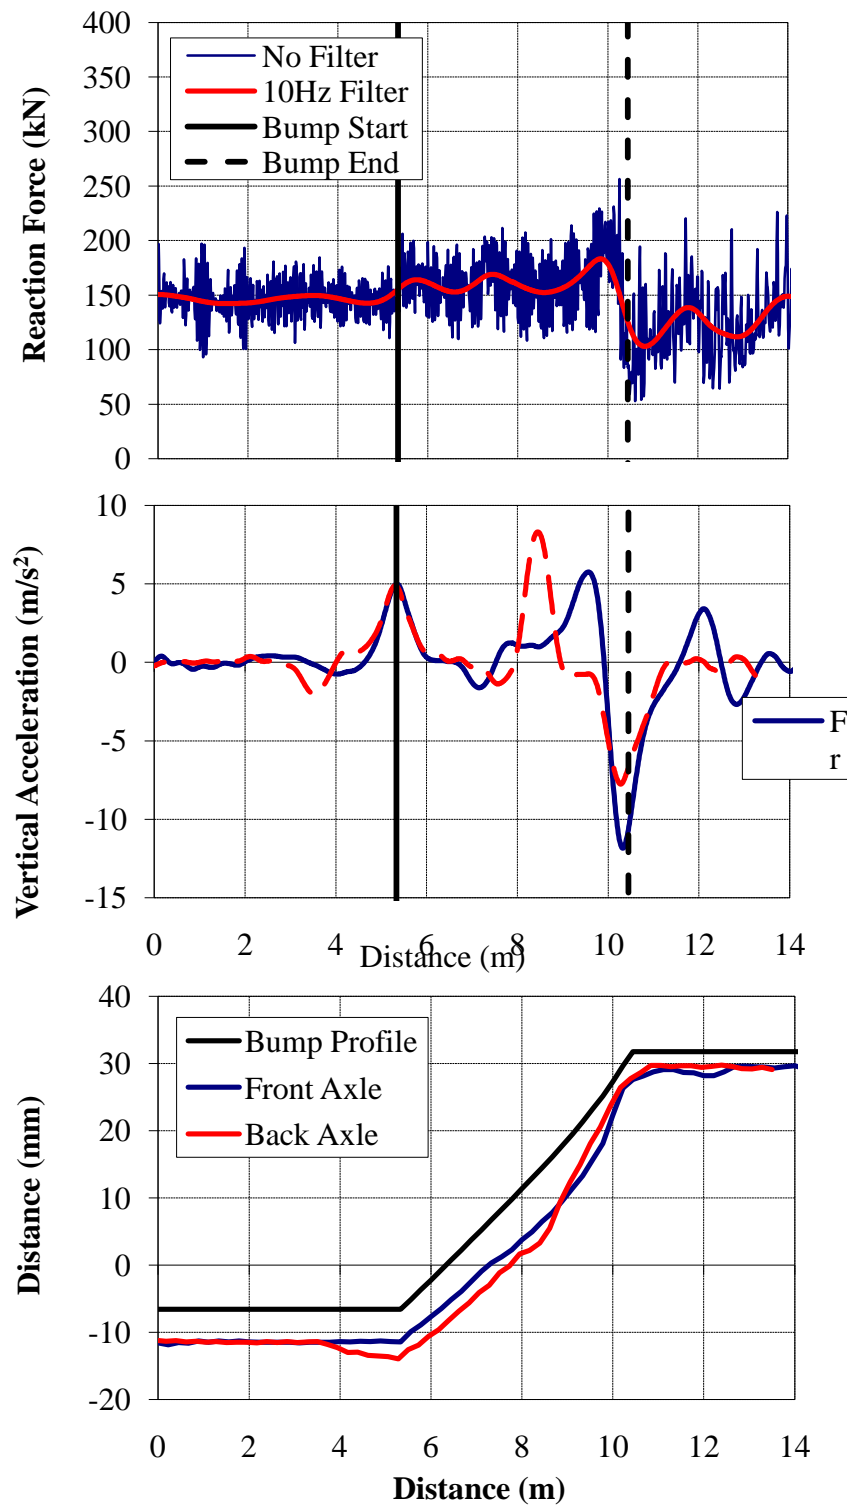 400
350
300
250
200
150
100
50
0
Reaction Force (kN)
No Filter
10Hz Filter
Bump Start
Bump End
10
5
0
-5
-10
-15
Vertical Acceleration (m/s²)
F
r
0 2 4 6 8 10 12 14
Distance (m)
40
30
20
10
0
-10
-20
Distance (mm)
Bump Profile
Front Axle
Back Axle
0 2 4 6 8 10 12 14
Distance (m)